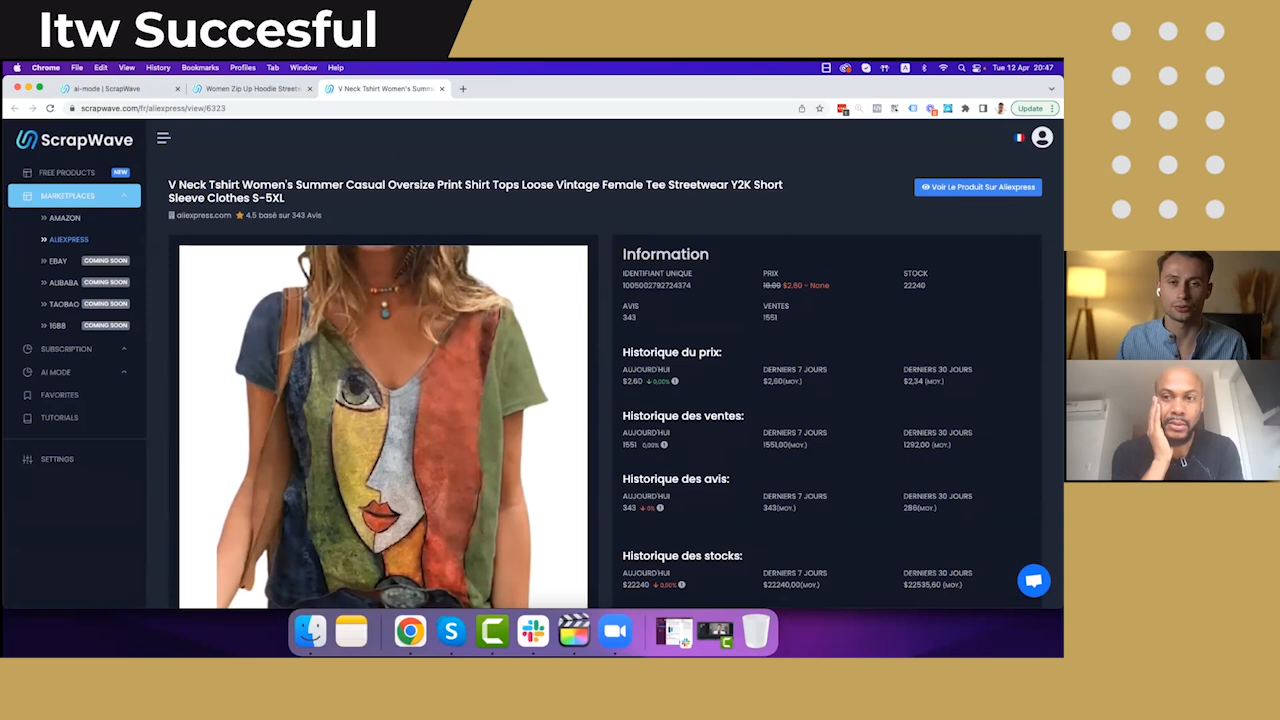 Itw Succesful
Chrome File Edit View History Bookmarks Profiles Tab Window Help
Tue 12 Apr 20:47
ai-mode | ScrapWave
Women Zip Up Hoodie Streetw
V Neck Tshirt Women's Summ
scrapwave.com/fr/aliexpress/view/6323
Update
ScrapWave
FREE PRODUCTS NEW
MARKETPLACES
AMAZON
ALIEXPRESS
EBAY COMING SOON
ALIBABA COMING SOON
TAOBAO COMING SOON
1688 COMING SOON
SUBSCRIPTION
AI MODE
FAVORITES
TUTORIALS
SETTINGS
V Neck Tshirt Women's Summer Casual Oversize Print Shirt Tops Loose Vintage Female Tee Streetwear Y2K Short
Sleeve Clothes S-5XL
aliexpress.com 4.5 basé sur 343 Avis
Voir Le Produit Sur Aliexpress
Information
IDENTIFIANT UNIQUE PRIX STOCK
1005002792724374 10.00 $2.60 - None 22240
AVIS VENTES
343 1551
Historique du prix:
AUJOURD'HUI DERNIERS 7 JOURS DERNIERS 30 JOURS
$2.60 0,00% $2,60(MOY.) $2,34 (MOY.)
Historique des ventes:
AUJOURD'HUI DERNIERS 7 JOURS DERNIERS 30 JOURS
1551 0,00% 1551,00(MOY.) 1292,00 (MOY.)
Historique des avis:
AUJOURD'HUI DERNIERS 7 JOURS DERNIERS 30 JOURS
343 0% 343(MOY.) 286(MOY.)
Historique des stocks:
AUJOURD'HUI DERNIERS 7 JOURS DERNIERS 30 JOURS
$22240 0,00% $22240,00(MOY.) $22535,60 (MOY.)